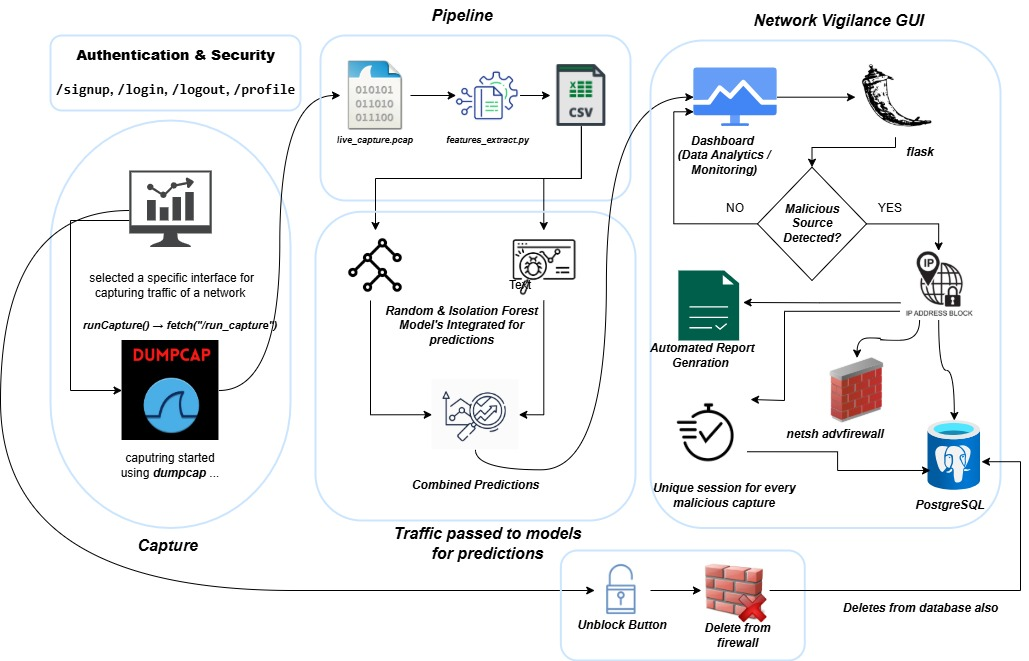 Pipeline
Network Vigilance GUI
Authentication & Security
/signup, /login, /logout, /profile
010101
011010
011100
live_capture.pcap
features_extract.py
CSV
Dashboard
(Data Analytics /
Monitoring)
flask
selected a specific interface for
capturing traffic of a network
runCapture() → fetch("/run_capture")
DUMPCAP
caputring started
using dumpcap ...
Capture
Text
Random & Isolation Forest
Model's Integrated for
predictions
Combined Predictions
Traffic passed to models
for predictions
NO
Malicious
Source
Detected?
YES
IP
IP ADDRESS BLOCK
Automated Report
Genration
netsh advfirewall
Unique session for every
malicious capture
PostgreSQL
Unblock Button
Delete from
firewall
Deletes from database also